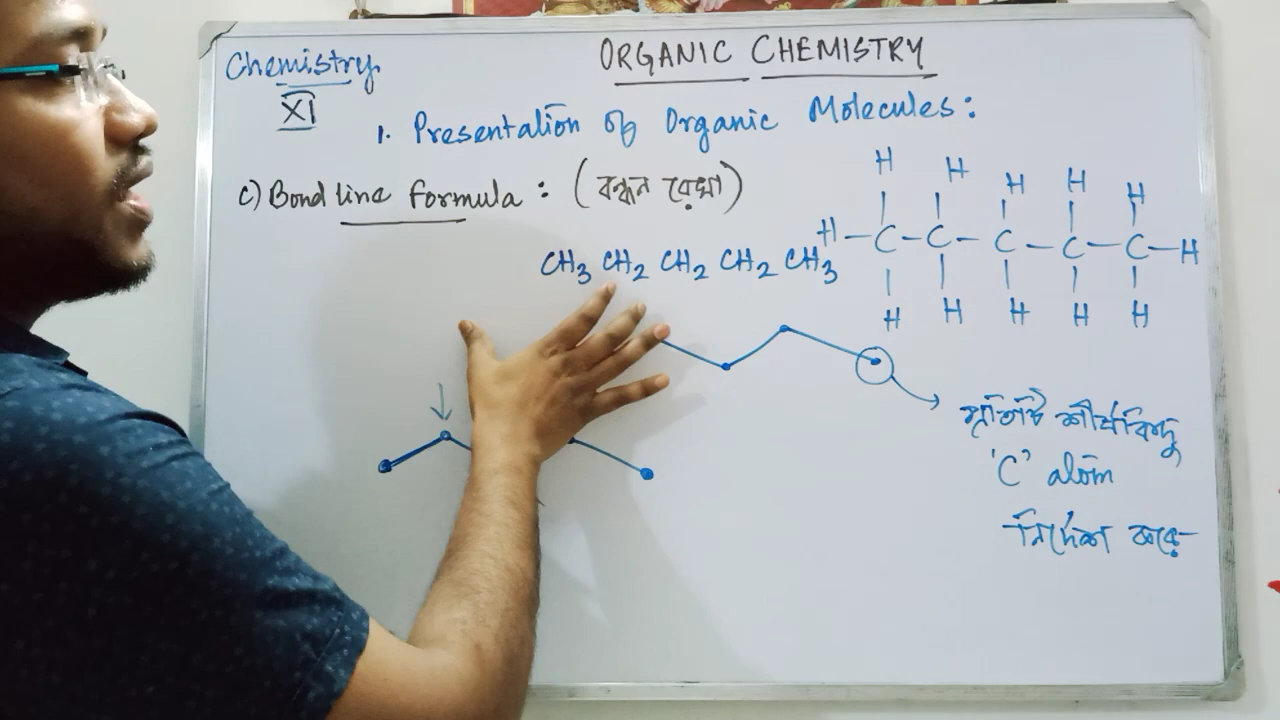 Chemistry
XI
ORGANIC CHEMISTRY
1. Presentation of Organic Molecules:
c) Bond line formula: (বন্ধন রেখা)
CH3 CH2 CH2 CH2 CH3
H H H H H
H-C-C-C-C-C-H
H H H H H
প্রতিটি শীর্ষবিন্দু
'C' atom
নির্দেশ করে